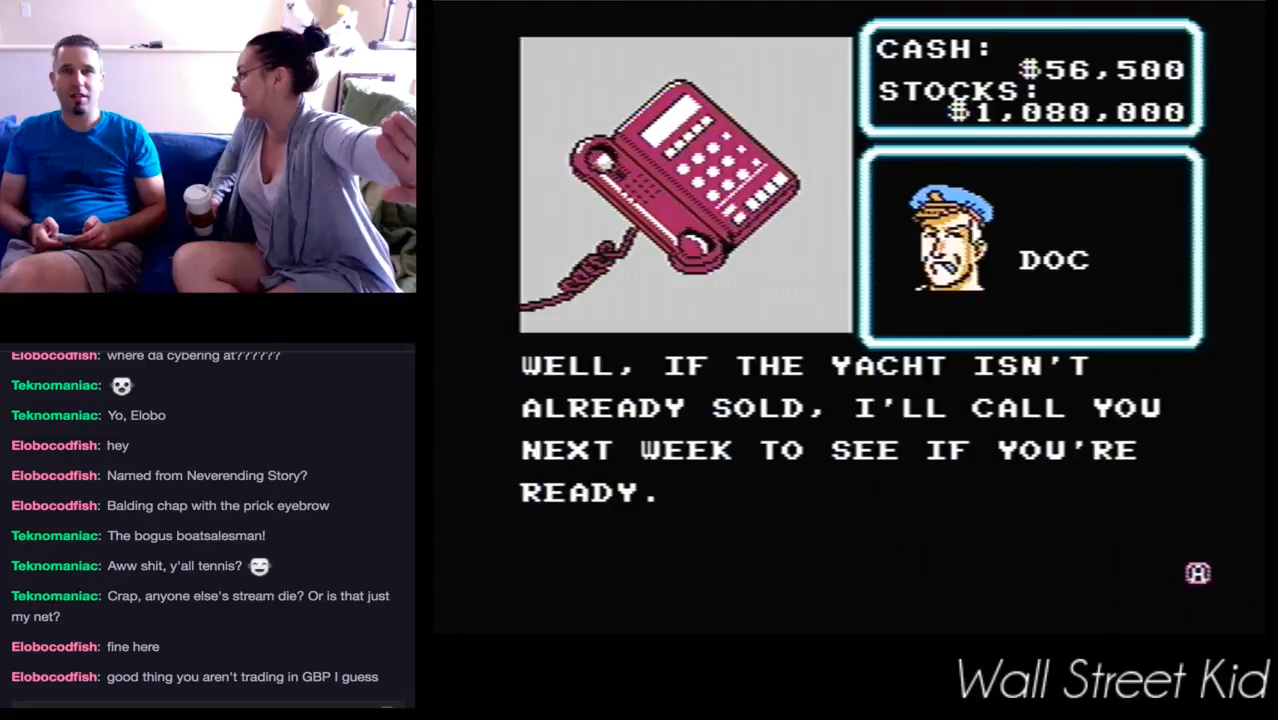 CASH:
$56,500
STOCKS:
$1,080,000
DOC
WELL, IF THE YACHT ISN'T
ALREADY SOLD, I'LL CALL YOU
NEXT WEEK TO SEE IF YOU'RE
READY.
Elobocodfish: where da cybering at??????
Teknomaniac:
Teknomaniac: Yo, Elobo
Elobocodfish: hey
Elobocodfish: Named from Neverending Story?
Elobocodfish: Balding chap with the prick eyebrow
Teknomaniac: The bogus boatsalesman!
Teknomaniac: Aww shit, y'all tennis?
Teknomaniac: Crap, anyone else's stream die? Or is that just
my net?
Elobocodfish: fine here
Elobocodfish: good thing you aren't trading in GBP I guess
A
Wall Street Kid